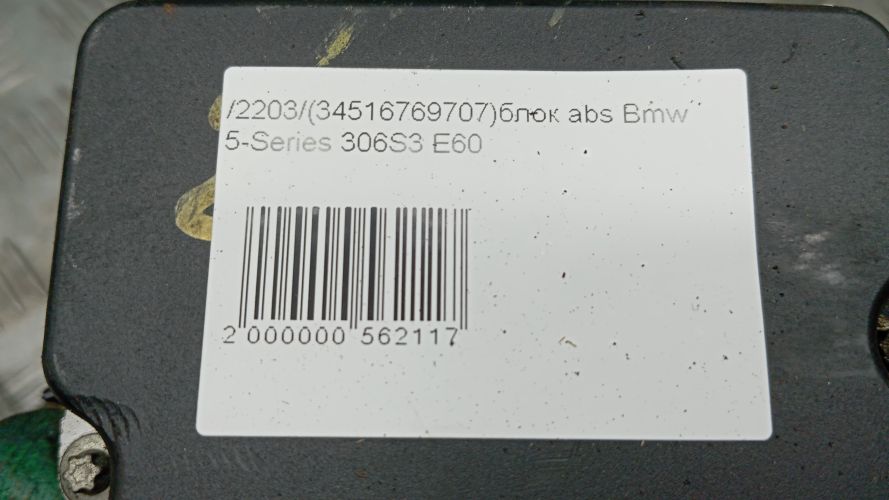 /2203/(34516769707)блок abs Bmw
5-Series 306S3 E60
2 000000 562117